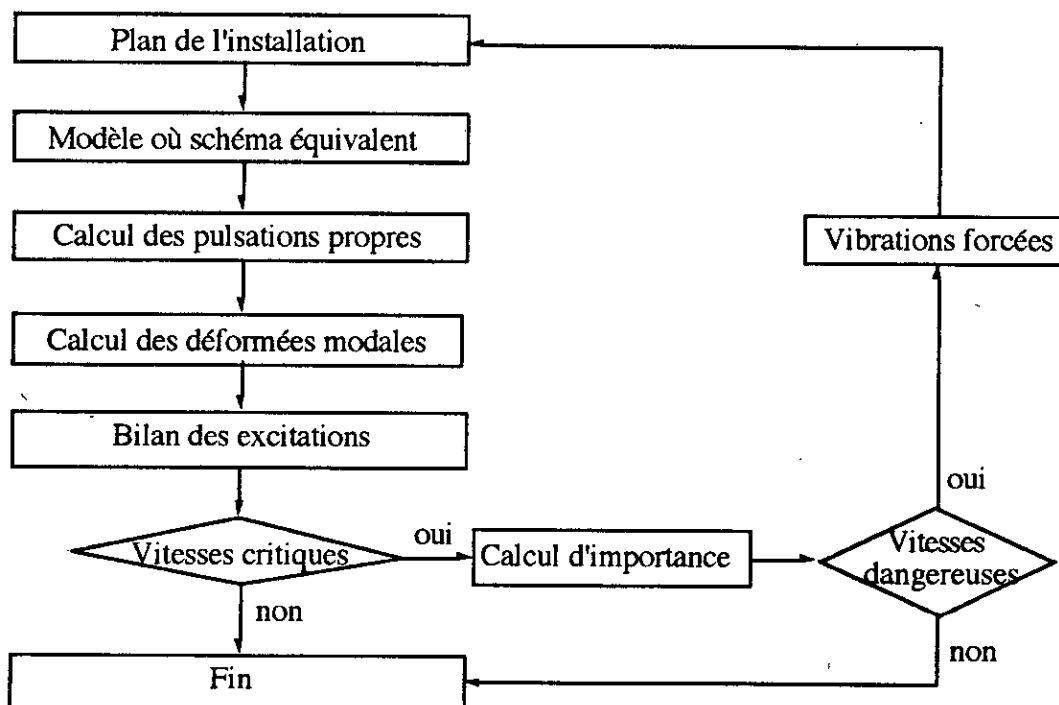 Plan de l'installation
Modèle où schéma équivalent
Calcul des pulsations propres
Vibrations forcées
Calcul des déformées modales
Bilan des excitations
oui
Vitesses critiques
oui
Calcul d'importance
Vitesses
dangereuses
non
non
Fin